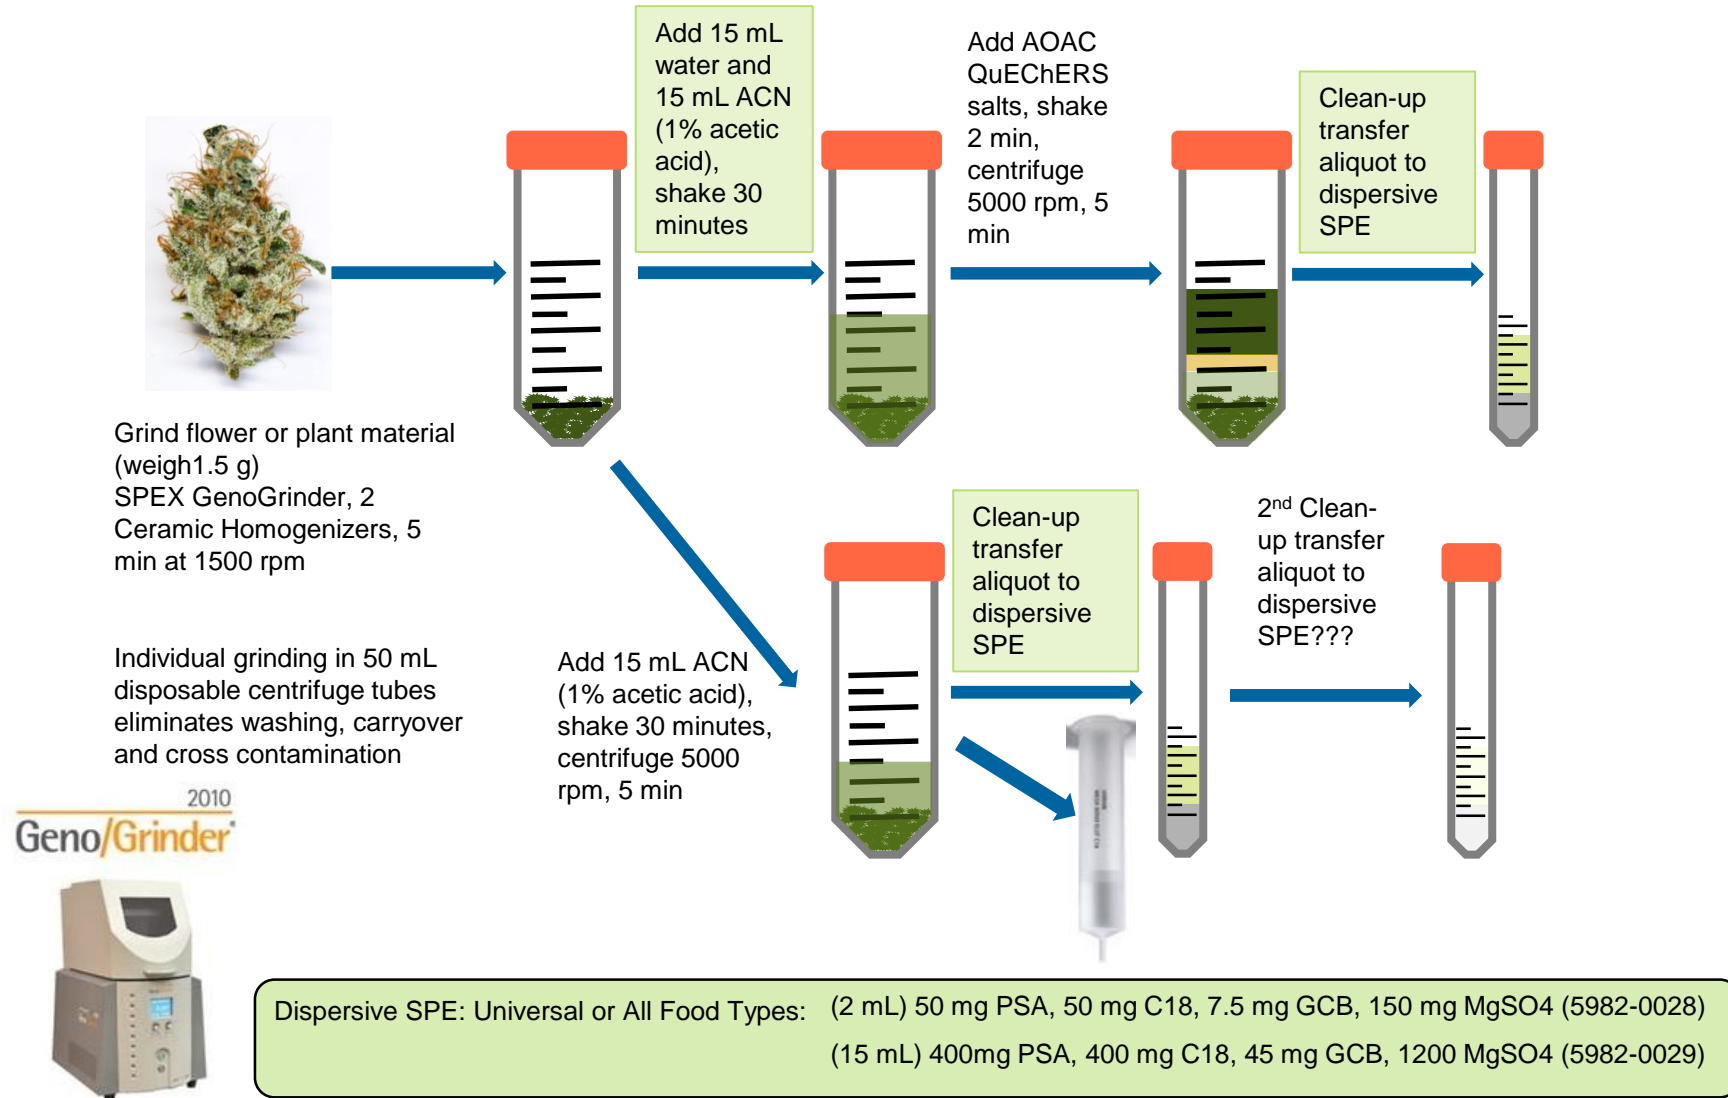 Add 15 mL
water and
15 mL ACN
(1% acetic
acid),
shake 30
minutes
Add AOAC
QuEChERS
salts, shake
2 min,
centrifuge
5000 rpm, 5
min
Clean-up
transfer
aliquot to
dispersive
SPE
Grind flower or plant material
(weigh1.5 g)
SPEX GenoGrinder, 2
Ceramic Homogenizers, 5
min at 1500 rpm
Individual grinding in 50 mL
disposable centrifuge tubes
eliminates washing, carryover
and cross contamination
Add 15 mL ACN
(1% acetic acid),
shake 30 minutes,
centrifuge 5000
rpm, 5 min
Clean-up
transfer
aliquot to
dispersive
SPE
2nd Clean-
up transfer
aliquot to
dispersive
SPE???
2010
Geno/Grinder
Dispersive SPE: Universal or All Food Types: (2 mL) 50 mg PSA, 50 mg C18, 7.5 mg GCB, 150 mg MgSO4 (5982-0028)
(15 mL) 400mg PSA, 400 mg C18, 45 mg GCB, 1200 MgSO4 (5982-0029)